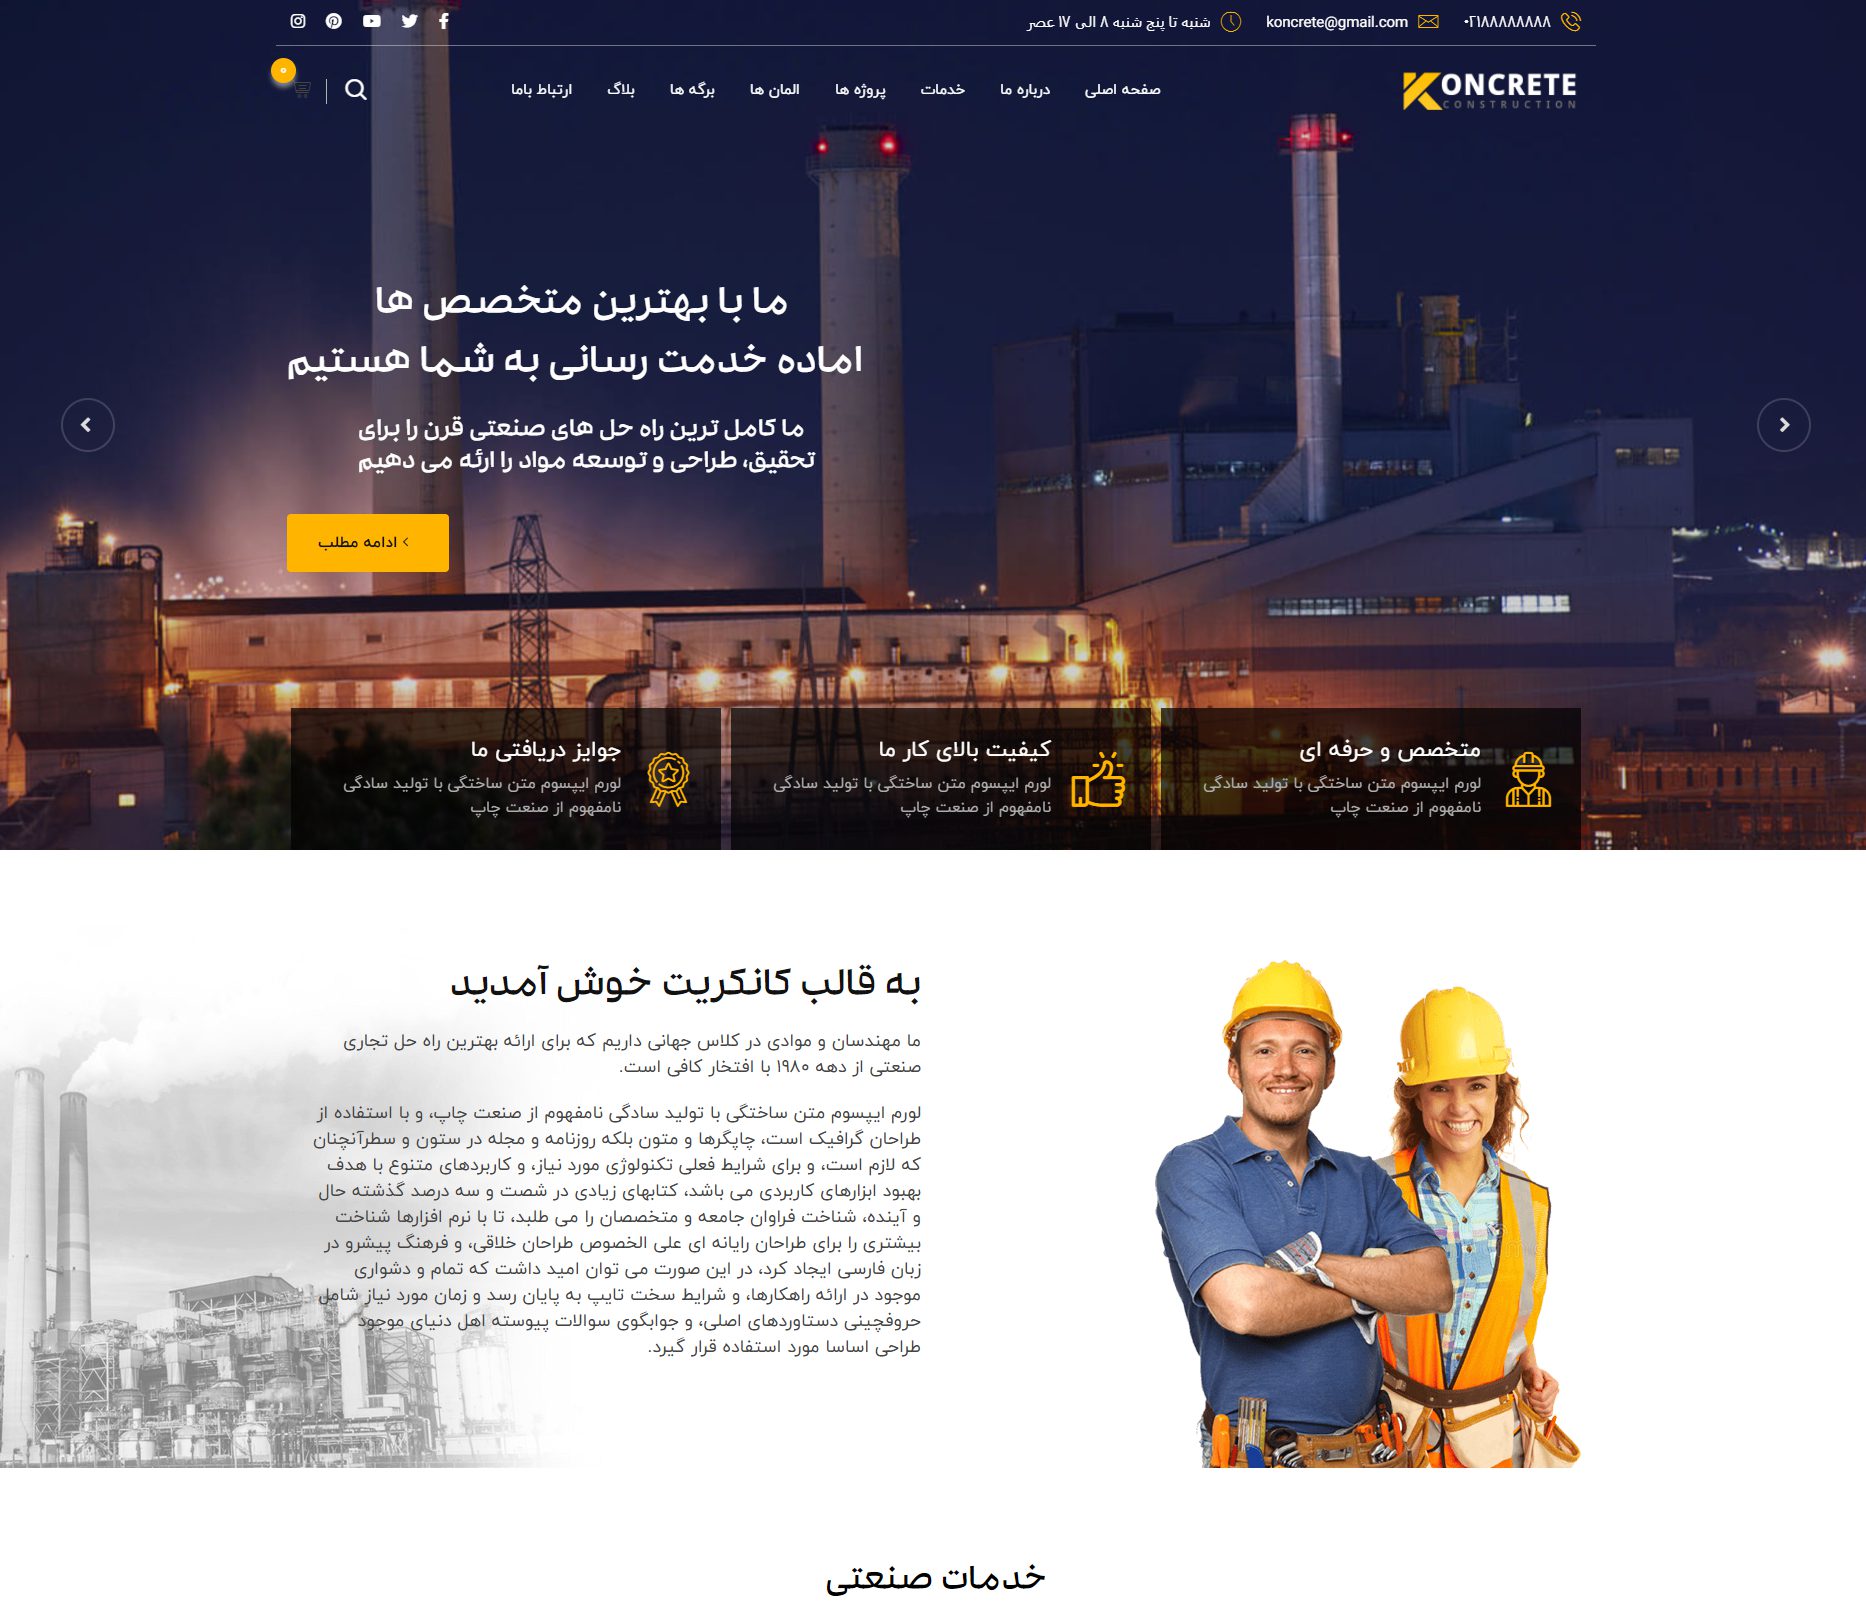 ۰۲۱۸۸۸۸۸۸۸۸
koncrete@gmail.com
شنبه تا پنج شنبه ۸ الی ۱۷ عصر
KONCRETE
CONSTRUCTION
صفحه اصلی
درباره ما
خدمات
پروژه ها
المان ها
برگه ها
بلاگ
ارتباط باما
۰
ما با بهترین متخصص ها
اماده خدمت رسانی به شما هستیم
ما کامل ترین راه حل های صنعتی قرن را برای
تحقیق، طراحی و توسعه مواد را ارئه می دهیم
ادامه مطلب
متخصص و حرفه ای
لورم ایپسوم متن ساختگی با تولید سادگی
نامفهوم از صنعت چاپ
کیفیت بالای کار ما
لورم ایپسوم متن ساختگی با تولید سادگی
نامفهوم از صنعت چاپ
جوایز دریافتی ما
لورم ایپسوم متن ساختگی با تولید سادگی
نامفهوم از صنعت چاپ
به قالب کانکریت خوش آمدید
ما مهندسان و موادی در کلاس جهانی داریم که برای ارائه بهترین راه حل تجاری
صنعتی از دهه ۱۹۸۰ با افتخار کافی است.
لورم ایپسوم متن ساختگی با تولید سادگی نامفهوم از صنعت چاپ، و با استفاده از
طراحان گرافیک است، چاپگرها و متون بلکه روزنامه و مجله در ستون و سطرآنچنان
که لازم است، و برای شرایط فعلی تکنولوژی مورد نیاز، و کاربردهای متنوع با هدف
بهبود ابزارهای کاربردی می باشد، کتابهای زیادی در شصت و سه درصد گذشته حال
و آینده، شناخت فراوان جامعه و متخصصان را می طلبد، تا با نرم افزارها شناخت
بیشتری را برای طراحان رایانه ای علی الخصوص طراحان خلاقی، و فرهنگ پیشرو در
زبان فارسی ایجاد کرد، در این صورت می توان امید داشت که تمام و دشواری
موجود در ارائه راهکارها، و شرایط سخت تایپ به پایان رسد و زمان مورد نیاز شامل
حروفچینی دستاوردهای اصلی، و جوابگوی سوالات پیوسته اهل دنیای موجود
طراحی اساسا مورد استفاده قرار گیرد.
خدمات صنعتی